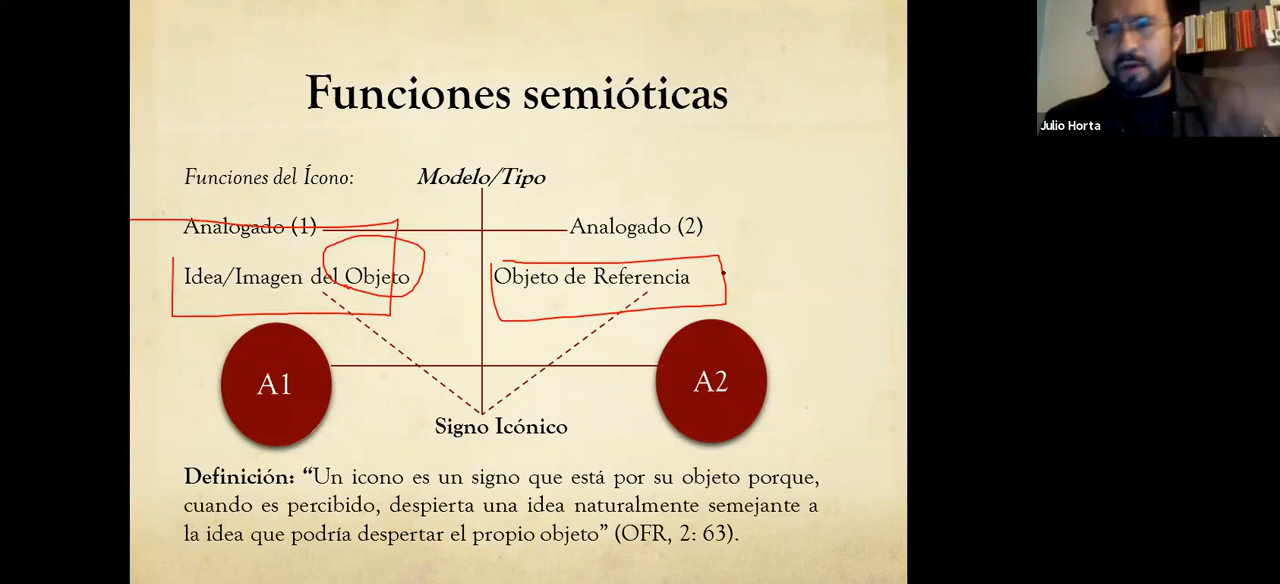 Funciones semióticas
Julio Horta
Funciones del Ícono: Modelo/Tipo
Analogado (1) Analogado (2)
Idea/Imagen del Objeto Objeto de Referencia
A1 A2
Signo Icónico
Definición: “Un icono es un signo que está por su objeto porque,
cuando es percibido, despierta una idea naturalmente semejante a
la idea que podría despertar el propio objeto” (OFR, 2: 63).